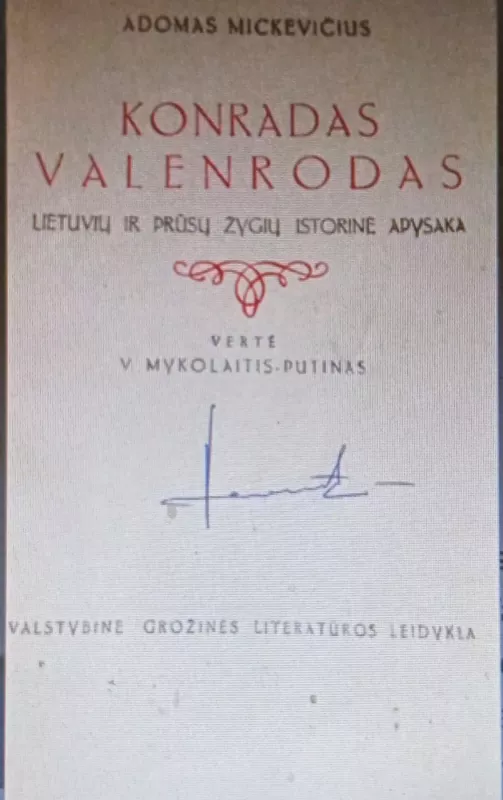 ADOMAS MICKEVIČIUS
KONRADAS
VALENRODAS
LIETUVIŲ IR PRŪSŲ ŽYGIŲ ISTORINĖ APYSAKA
VERTĖ
V MYKOLAITIS-PUTINAS
VALSTYBINĖ GROŽINĖS LITERATŪROS LEIDYKLA